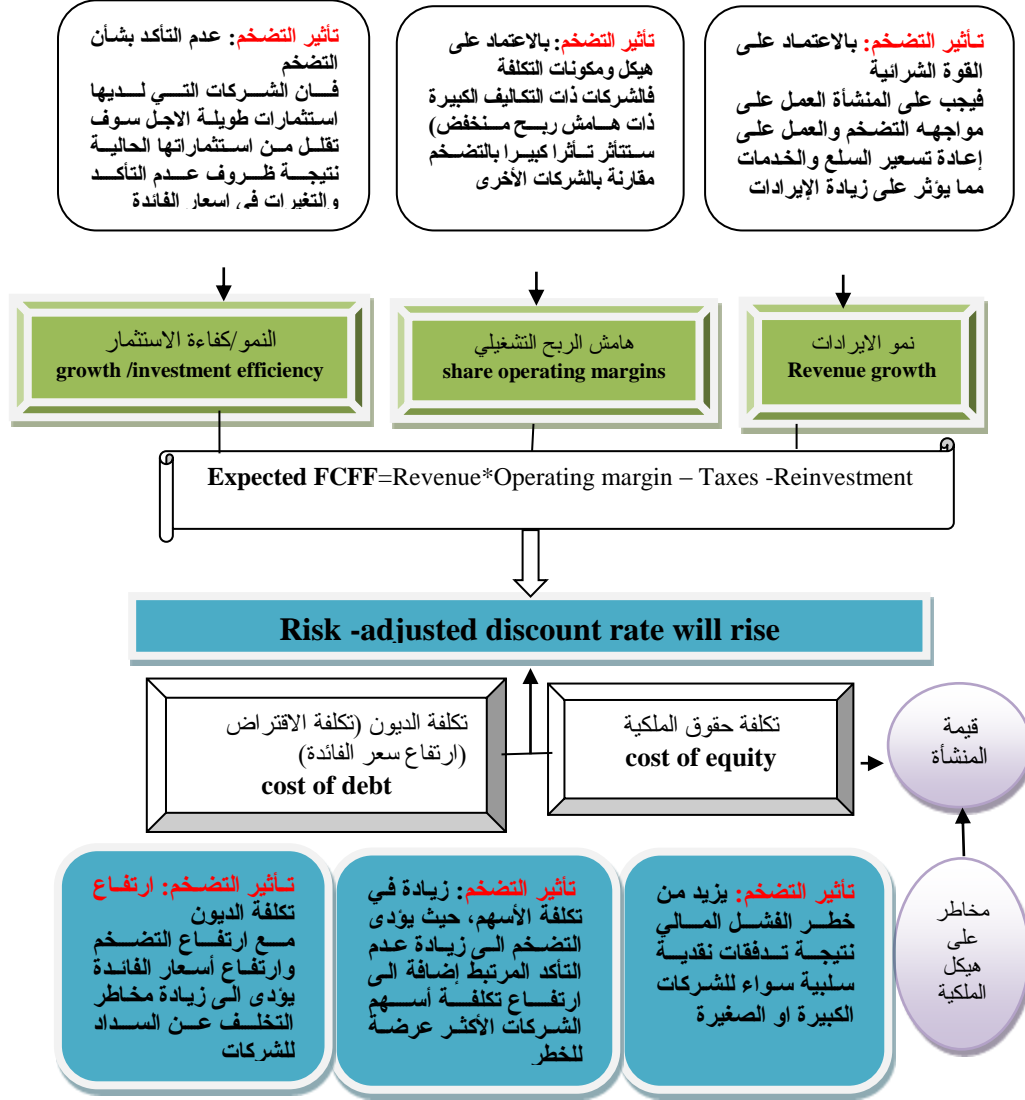 تأثير التضخم: بالاعتماد على
القوة الشرائية
فيجب على المنشأة العمل على
مواجهه التضخم والعمل على
إعادة تسعير السلع والخدمات
مما يؤثر على زيادة الإيرادات
تأثير التضخم: بالاعتماد على
هيكل ومكونات التكلفة
فالشركات ذات التكاليف الكبيرة
ذات هامش ربح منخفض)
ستتأثر تأثرا كبيرا بالتضخم
مقارنة بالشركات الأخرى
تأثير التضخم: عدم التأكد بشأن
التضخم
فان الشركات التي لديها
استثمارات طويلة الاجل سوف
تقلل من استثماراتها الحالية
نتيجة ظروف عدم التأكد
والتغيرات في اسعار الفائدة
نمو الايرادات
Revenue growth
هامش الربح التشغيلي
share operating margins
النمو/كفاءة الاستثمار
growth /investment efficiency
Expected FCFF=Revenue*Operating margin – Taxes -Reinvestment
Risk -adjusted discount rate will rise
تكلفة حقوق الملكية
cost of equity
تكلفة الديون (تكلفة الاقتراض
(ارتفاع سعر الفائدة)
cost of debt
قيمة
المنشأة
مخاطر
على
هيكل
الملكية
تأثير التضخم: يزيد من
خطر الفشل المالي
نتيجة تدفقات نقدية
سلبية سواء للشركات
الكبيرة او الصغيرة
تأثير التضخم: زيادة في
تكلفة الأسهم، حيث يؤدى
التضخم الى زيادة عدم
التأكد المرتبط إضافة الى
ارتفاع تكلفة أسهم
الشركات الأكثر عرضة
للخطر
تأثير التضخم: ارتفاع
تكلفة الديون
مع ارتفاع التضخم
وارتفاع أسعار الفائدة
يؤدى الى زيادة مخاطر
التخلف عن السداد
للشركات